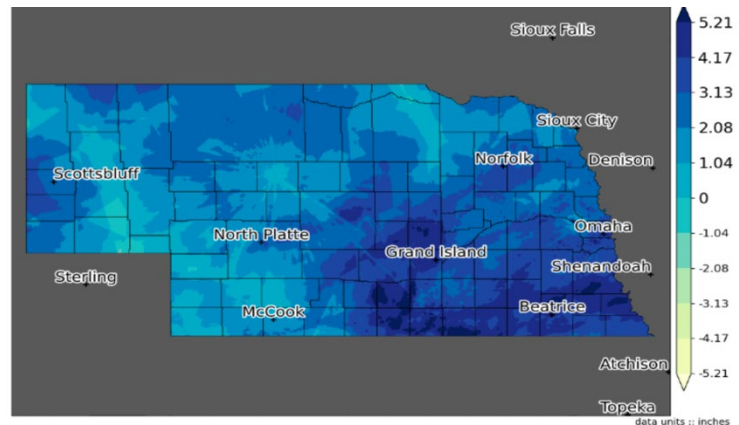 Sioux Falls
Sioux City
Norfolk
Denison
Scottsbluff
North Platte
Omaha
Grand Island
Shenandoah
Sterling
McCook
Beatrice
Atchison
Topeka
5.21
4.17
3.13
2.08
1.04
0
-1.04
-2.08
-3.13
-4.17
-5.21
data units :: inches